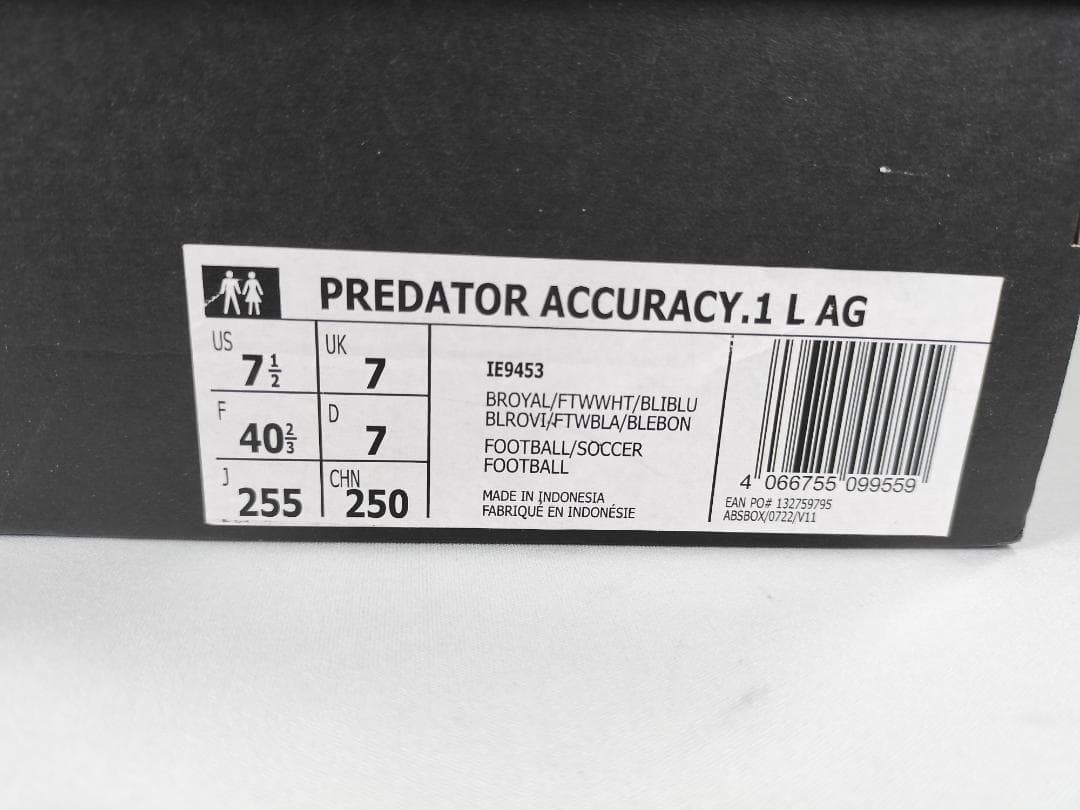 PREDATOR ACCURACY.1 L AG
US 7½
UK 7
F 40⅔
D 7
J 255
CHN 250
IE9453
BROYAL/FTWWHT/BLIBLU
BLROVI/FTWBLA/BLEBON
FOOTBALL/SOCCER
FOOTBALL
MADE IN INDONESIA
FABRIQUÉ EN INDONÉSIE
4 066755 099559
EAN PO# 132759795
ABSBOX/0722/V11